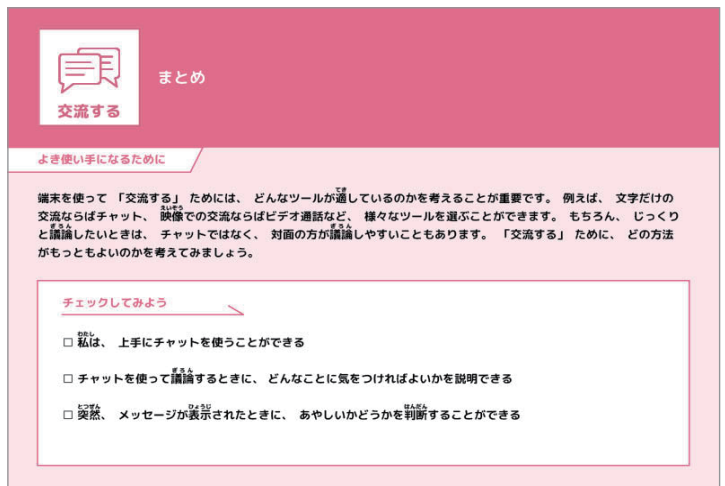 交流する
まとめ
よき使い手になるために
端末を使って 「交流する」 ためには、 どんなツールが適しているのかを考えることが重要です。 例えば、 文字だけの
交流ならばチャット、 映像での交流ならばビデオ通話など、 様々なツールを選ぶことができます。 もちろん、 じっくり
と議論したいときは、 チャットではなく、 対面の方が議論しやすいこともあります。 「交流する」 ために、 どの方法
がもっともよいのかを考えてみましょう。
チェックしてみよう
□ 私は、 上手にチャットを使うことができる
□ チャットを使って議論するときに、 どんなことに気をつければよいかを説明できる
□ 突然、 メッセージが表示されたときに、 あやしいかどうかを判断することができる